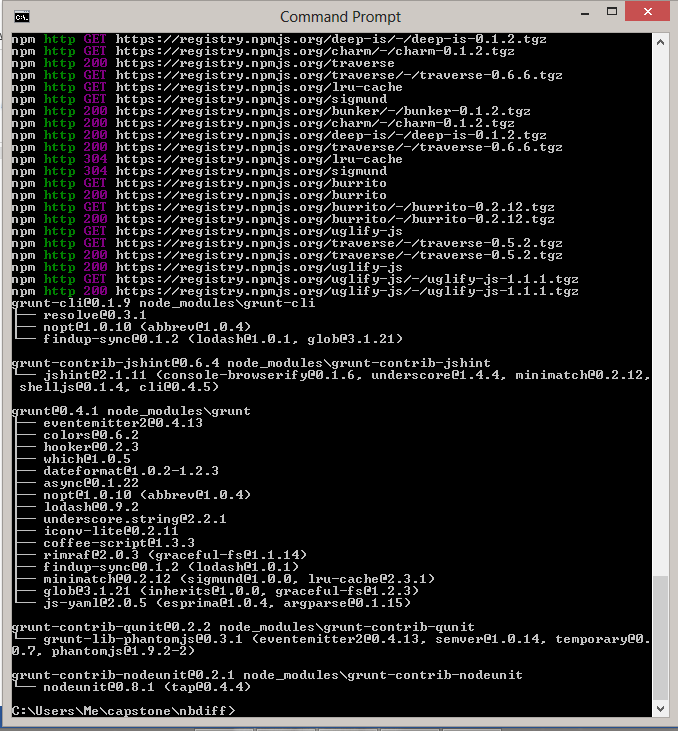 Command Prompt
npm http GET https://registry.npmjs.org/deep-is/-/deep-is-0.1.2.tgz
npm http GET https://registry.npmjs.org/charm/-/charm-0.1.2.tgz
npm http 200 https://registry.npmjs.org/traverse
npm http GET https://registry.npmjs.org/traverse/-/traverse-0.6.6.tgz
npm http GET https://registry.npmjs.org/lru-cache
npm http GET https://registry.npmjs.org/sigmund
npm http 200 https://registry.npmjs.org/bunker/-/bunker-0.1.2.tgz
npm http 200 https://registry.npmjs.org/charm/-/charm-0.1.2.tgz
npm http 200 https://registry.npmjs.org/deep-is/-/deep-is-0.1.2.tgz
npm http 200 https://registry.npmjs.org/traverse/-/traverse-0.6.6.tgz
npm http 304 https://registry.npmjs.org/lru-cache
npm http 304 https://registry.npmjs.org/sigmund
npm http GET https://registry.npmjs.org/burrito
npm http 200 https://registry.npmjs.org/burrito
npm http GET https://registry.npmjs.org/burrito/-/burrito-0.2.12.tgz
npm http 200 https://registry.npmjs.org/burrito/-/burrito-0.2.12.tgz
npm http GET https://registry.npmjs.org/uglify-js
npm http GET https://registry.npmjs.org/traverse/-/traverse-0.5.2.tgz
npm http 200 https://registry.npmjs.org/traverse/-/traverse-0.5.2.tgz
npm http 200 https://registry.npmjs.org/uglify-js
npm http GET https://registry.npmjs.org/uglify-js/-/uglify-js-1.1.1.tgz
npm http 200 https://registry.npmjs.org/uglify-js/-/uglify-js-1.1.1.tgz
grunt-cli@0.1.9 node_modules\grunt-cli
├── resolve@0.3.1
├── nopt@1.0.10 (abbrev@1.0.4)
└── findup-sync@0.1.2 (lodash@1.0.1, glob@3.1.21)
grunt-contrib-jshint@0.6.4 node_modules\grunt-contrib-jshint
└── jshint@2.1.11 (console-browserify@0.1.6, underscore@1.4.4, minimatch@0.2.12,
 shelljs@0.1.4, cli@0.4.5)
grunt@0.4.1 node_modules\grunt
├── eventemitter2@0.4.13
├── colors@0.6.2
├── hooker@0.2.3
├── which@1.0.5
├── dateformat@1.0.2-1.2.3
├── async@0.1.22
├── nopt@1.0.10 (abbrev@1.0.4)
├── lodash@0.9.2
├── underscore.string@2.2.1
├── iconv-lite@0.2.11
├── coffee-script@1.3.3
├── rimraf@2.0.3 (graceful-fs@1.1.14)
├── findup-sync@0.1.2 (lodash@1.0.1)
├── minimatch@0.2.12 (sigmund@1.0.0, lru-cache@2.3.1)
├── glob@3.1.21 (inherits@1.0.0, graceful-fs@1.2.3)
└── js-yaml@2.0.5 (esprima@1.0.4, argparse@0.1.15)
grunt-contrib-qunit@0.2.2 node_modules\grunt-contrib-qunit
└── grunt-lib-phantomjs@0.3.1 (eventemitter2@0.4.13, semver@1.0.14, temporary@0.
0.7, phantomjs@1.9.2-2)
grunt-contrib-nodeunit@0.2.1 node_modules\grunt-contrib-nodeunit
└── nodeunit@0.8.1 (tap@0.4.4)
C:\Users\Me\capstone\nbdiff>